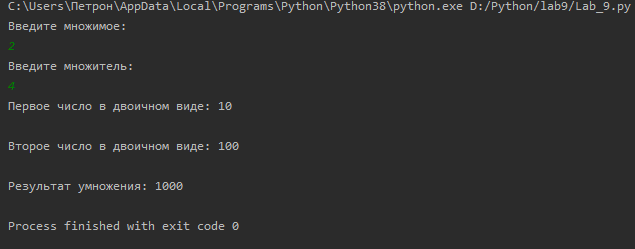 C:\Users\Петрон\AppData\Local\Programs\Python\Python38\python.exe D:/Python/lab9/Lab_9.py
Введите множимое:
2
Введите множитель:
4
Первое число в двоичном виде: 10
Второе число в двоичном виде: 100
Результат умножения: 1000
Process finished with exit code 0